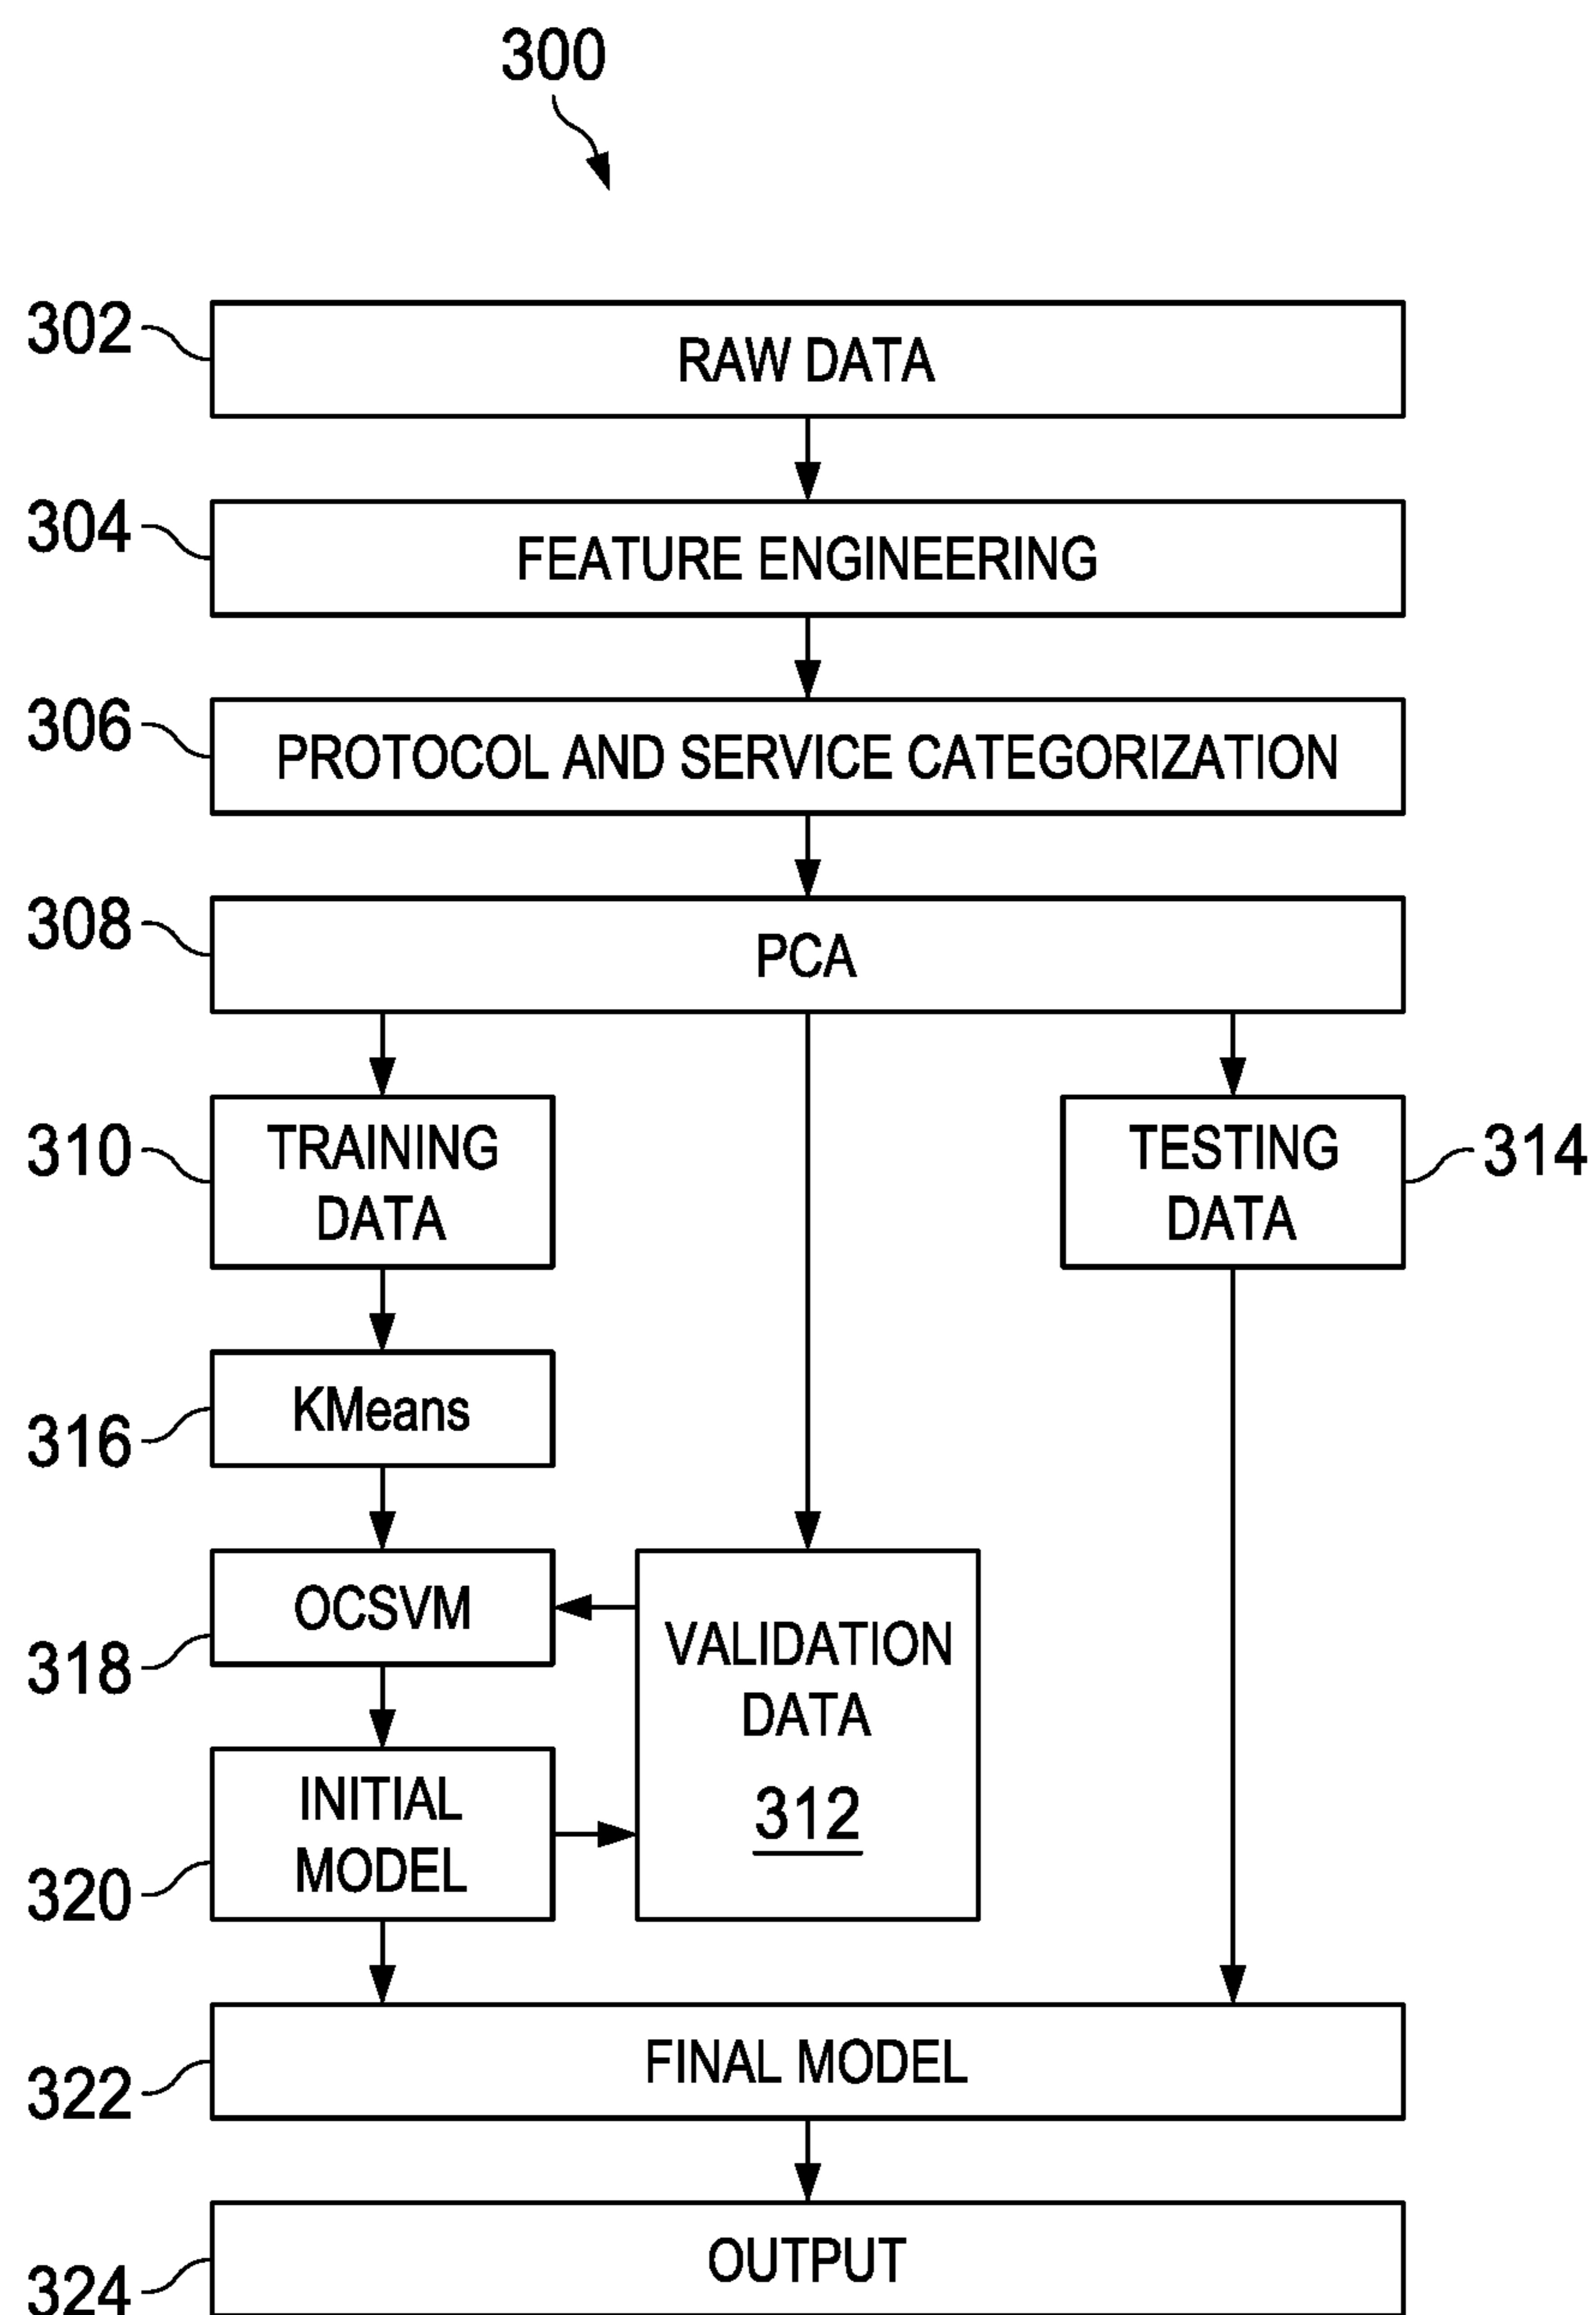 300
302
RAW DATA
304
FEATURE ENGINEERING
306
PROTOCOL AND SERVICE CATEGORIZATION
308
PCA
310
TRAINING
DATA
TESTING
DATA
314
316
KMeans
318
OCSVM
VALIDATION
DATA
312
320
INITIAL
MODEL
322
FINAL MODEL
324
OUTPUT